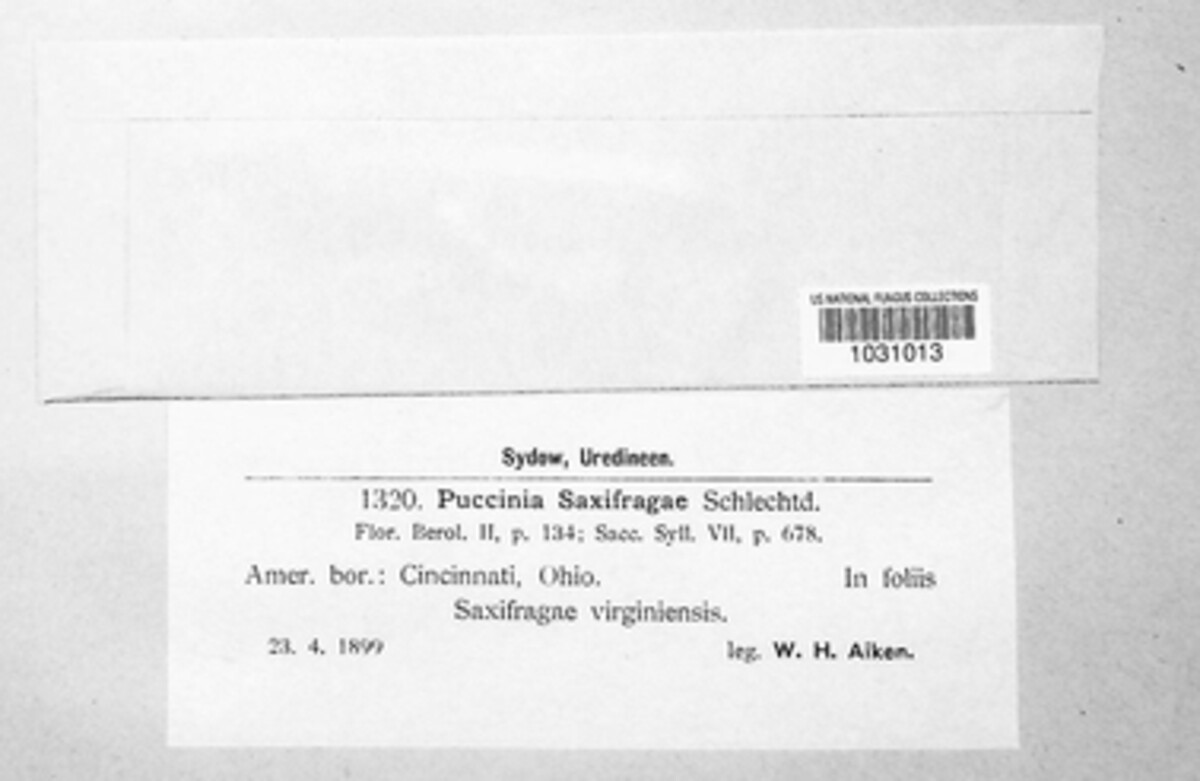 US NATIONAL FUNGUS COLLECTIONS
1031013
Sydow, Uredineen.
1320. Puccinia Saxifragae Schlechtd.
Flor. Berol. II, p. 134; Sacc. Syll. VII, p. 678.
Amer. bor.: Cincinnati, Ohio. In foliis
Saxifragae virginiensis.
23. 4. 1899 leg. W. H. Aiken.